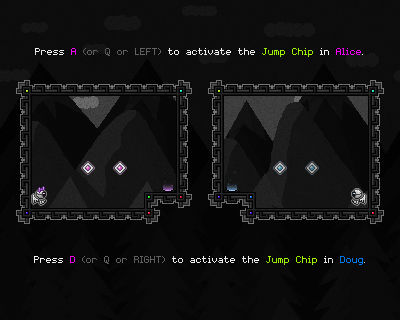 Press A (or Q or LEFT) to activate the Jump Chip in Alice.
Press D (or Q or RIGHT) to activate the Jump Chip in Doug.